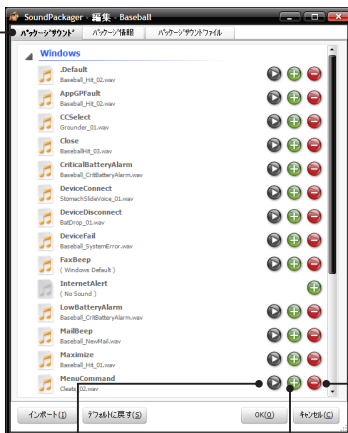 SoundPackager - 編集 - Baseball
パッケージサウンド パッケージ情報 パッケージサウンドファイル
Windows
.Default
Baseball_Hit_02.wav
AppGPFault
Baseball_Hit_02.wav
CCSelect
Grounder_01.wav
Close
BaseballHit_03.wav
CriticalBatteryAlarm
Baseball_CritBatteryAlarm.wav
DeviceConnect
StomachSlideVoice_01.wav
DeviceDisconnect
BatDrop_01.wav
DeviceFail
Baseball_SystemError.wav
FaxBeep
( Windows Default )
InternetAlert
( No Sound )
LowBatteryAlarm
Baseball_CritBatteryAlarm.wav
MailBeep
Baseball_NewMail.wav
Maximize
Baseball_Hit_01.wav
MenuCommand
Cleats_02.wav
インポート(I) デフォルトに戻す(S) OK(O) キャンセル(C)